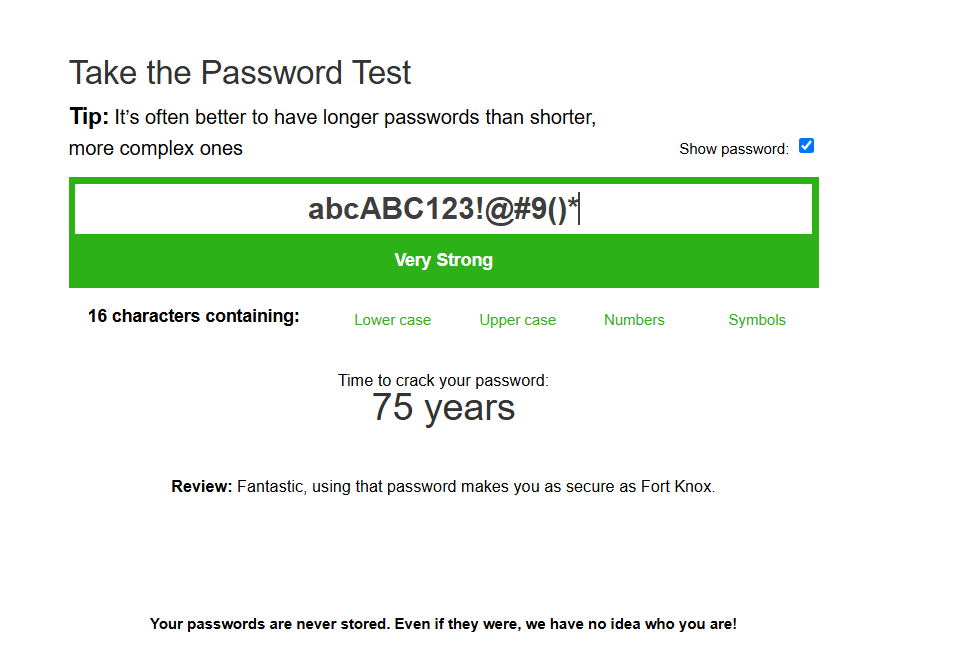 Take the Password Test
Tip: It’s often better to have longer passwords than shorter,
more complex ones
Show password:
abcABC123!@#9()*
Very Strong
16 characters containing:
Lower case
Upper case
Numbers
Symbols
Time to crack your password:
75 years
Review: Fantastic, using that password makes you as secure as Fort Knox.
Your passwords are never stored. Even if they were, we have no idea who you are!